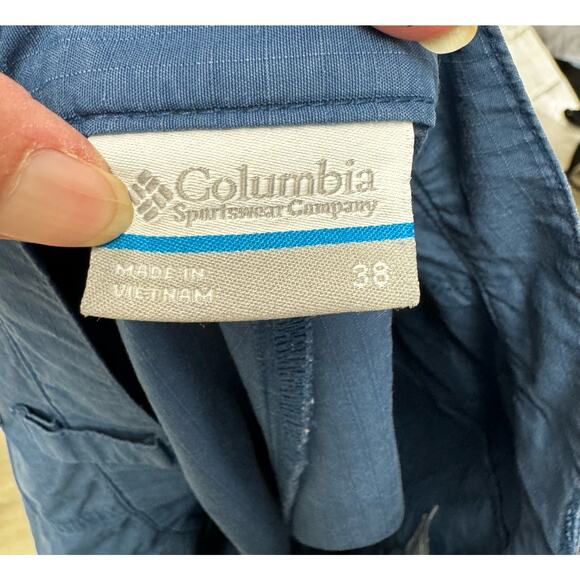 Columbia
Sportswear Company
MADE IN
VIETNAM
38